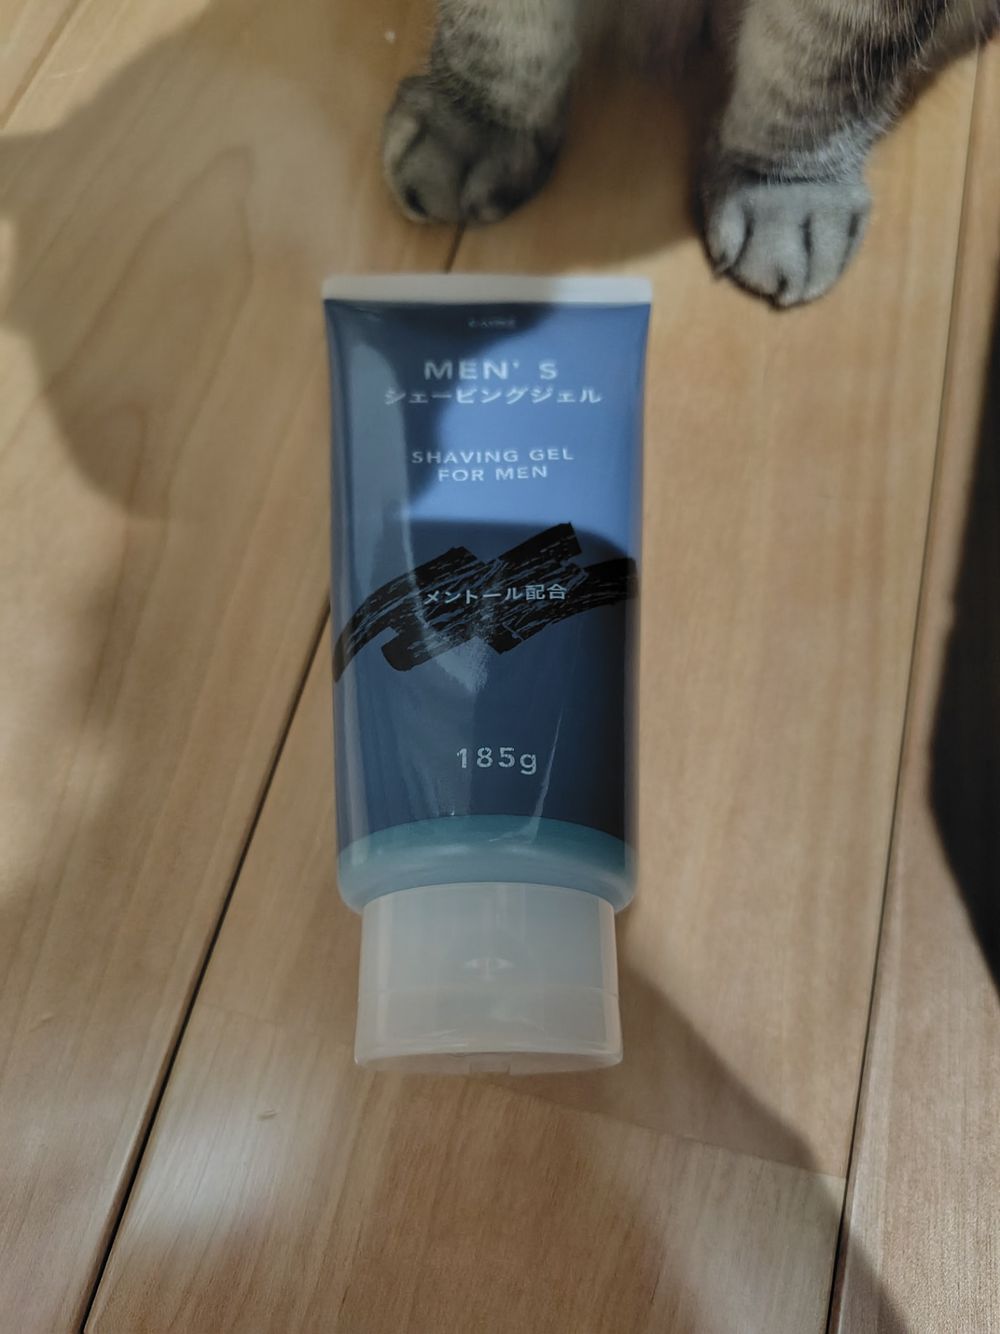 MEN' S
シェービングジェル
SHAVING GEL
FOR MEN
メントール配合
185g